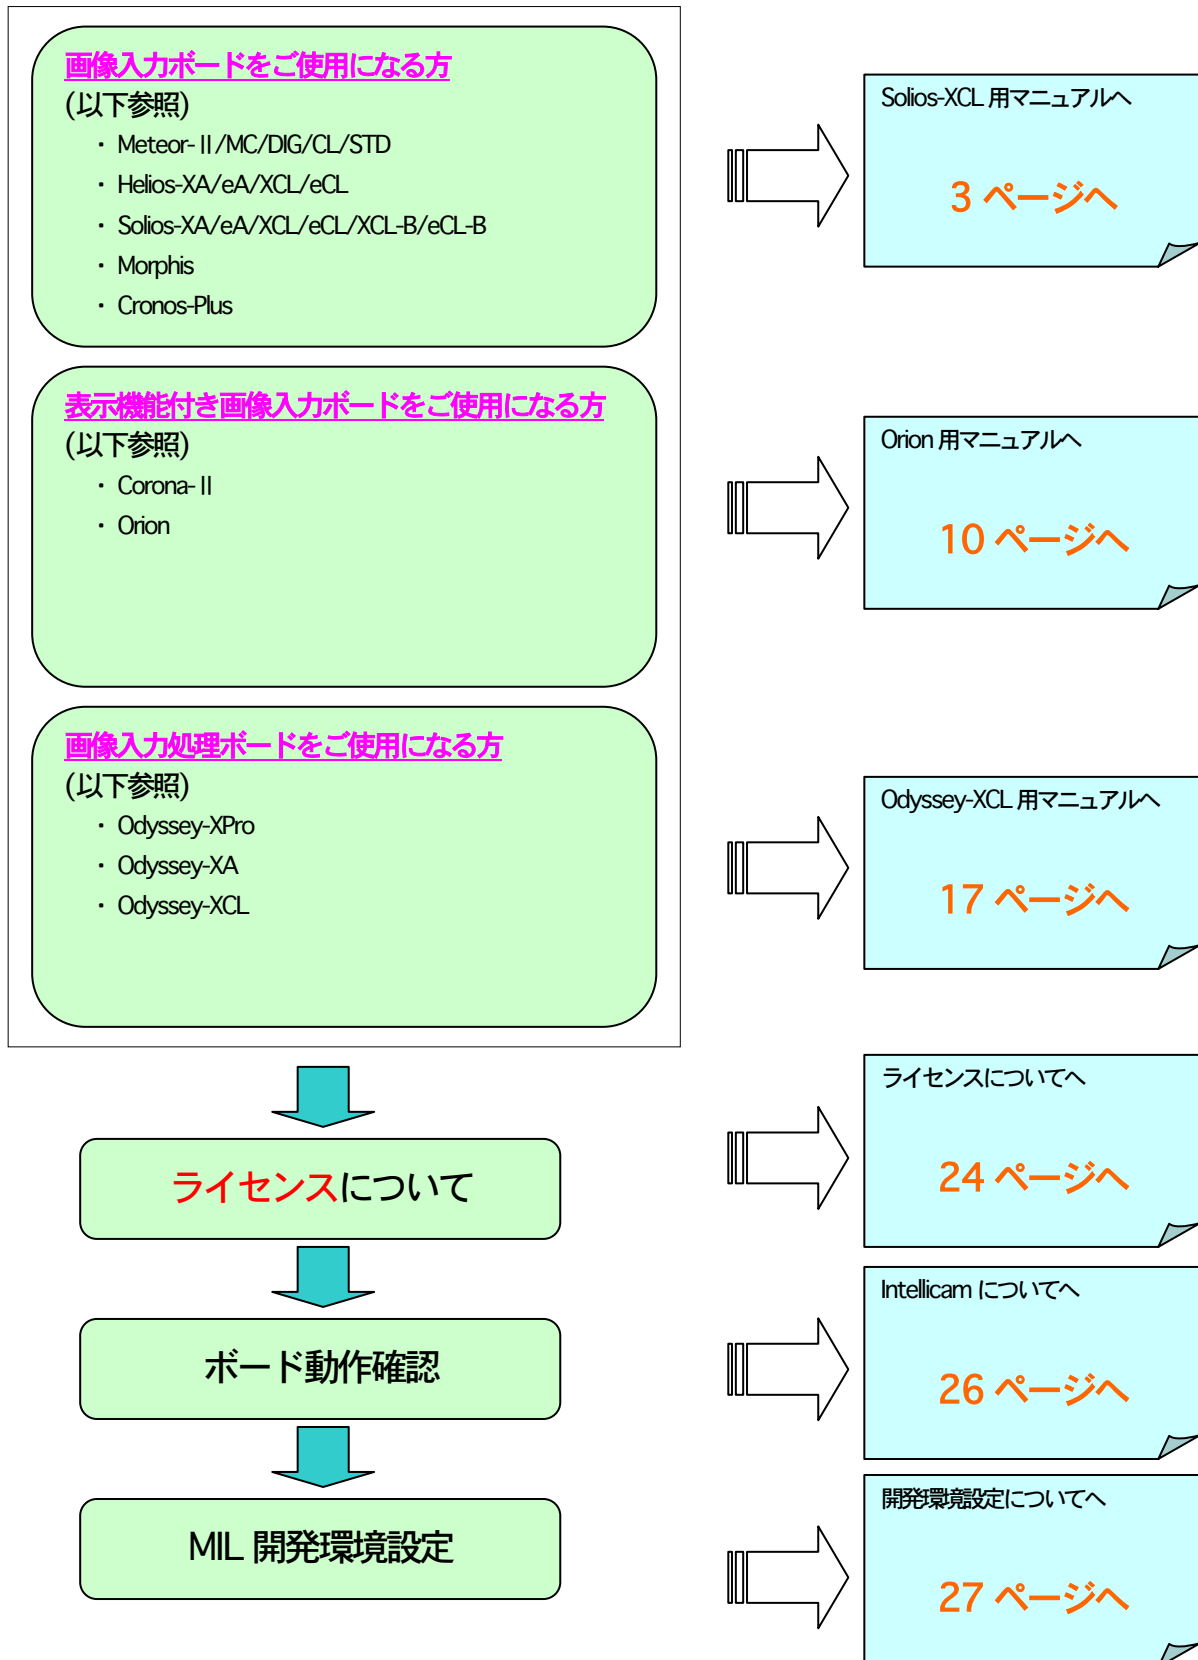 画像入力ボードをご使用になる方
(以下参照)
・ Meteor-Ⅱ/MC/DIG/CL/STD
・ Helios-XA/eA/XCL/eCL
・ Solios-XA/eA/XCL/eCL/XCL-B/eCL-B
・ Morphis
・ Cronos-Plus
Solios-XCL 用マニュアルへ
3 ページへ
表示機能付き画像入力ボードをご使用になる方
(以下参照)
・ Corona-Ⅱ
・ Orion
Orion 用マニュアルへ
10 ページへ
画像入力処理ボードをご使用になる方
(以下参照)
・ Odyssey-XPro
・ Odyssey-XA
・ Odyssey-XCL
Odyssey-XCL 用マニュアルへ
17 ページへ
ライセンスについて
ライセンスについてへ
24 ページへ
ボード動作確認
Intellicam についてへ
26 ページへ
MIL 開発環境設定
開発環境設定についてへ
27 ページへ